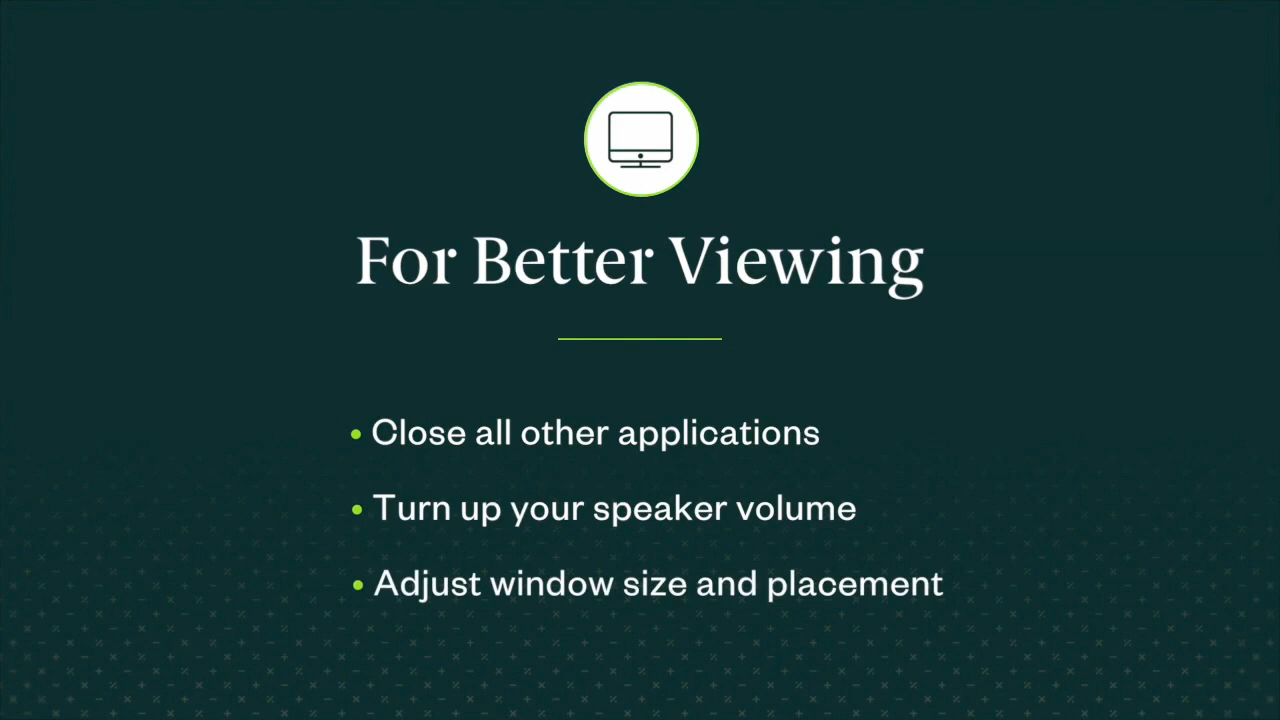 For Better Viewing
• Close all other applications
• Turn up your speaker volume
• Adjust window size and placement